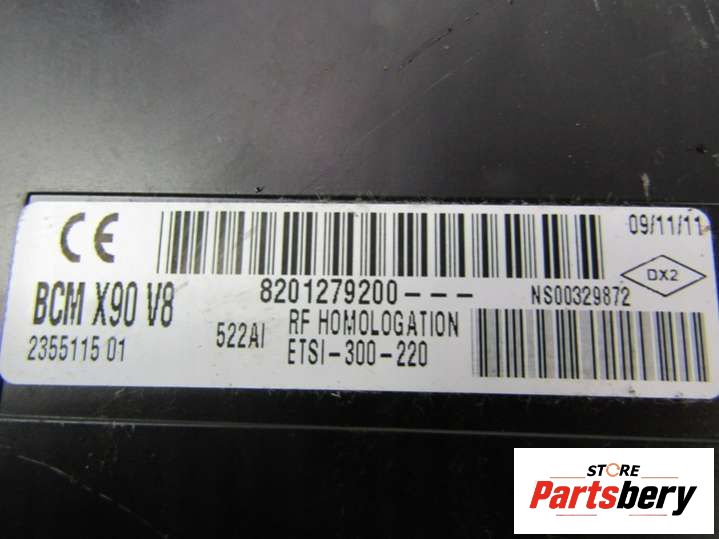 CE
09/11/11
BCM X90 V8
8201279200---
NS00329872
DX2
2355115 01
522AI
RF HOMOLOGATION
ETSI-300-220
STORE
Partsbery